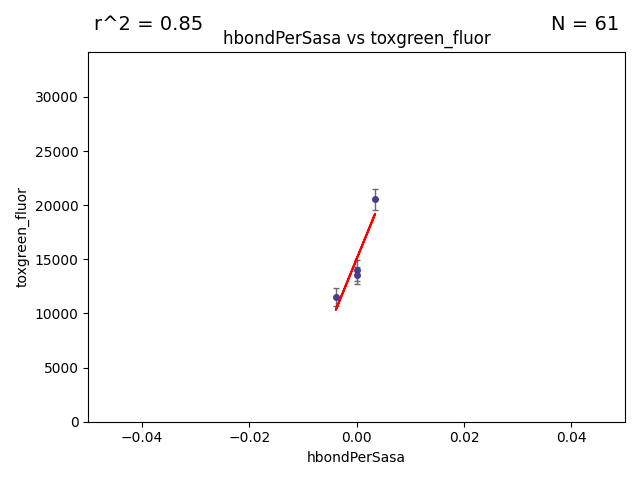 r^2 = 0.85
N = 61
hbondPerSasa vs toxgreen_fluor
30000
25000
20000
15000
10000
5000
0
toxgreen_fluor
−0.04
−0.02
0.00
0.02
0.04
hbondPerSasa